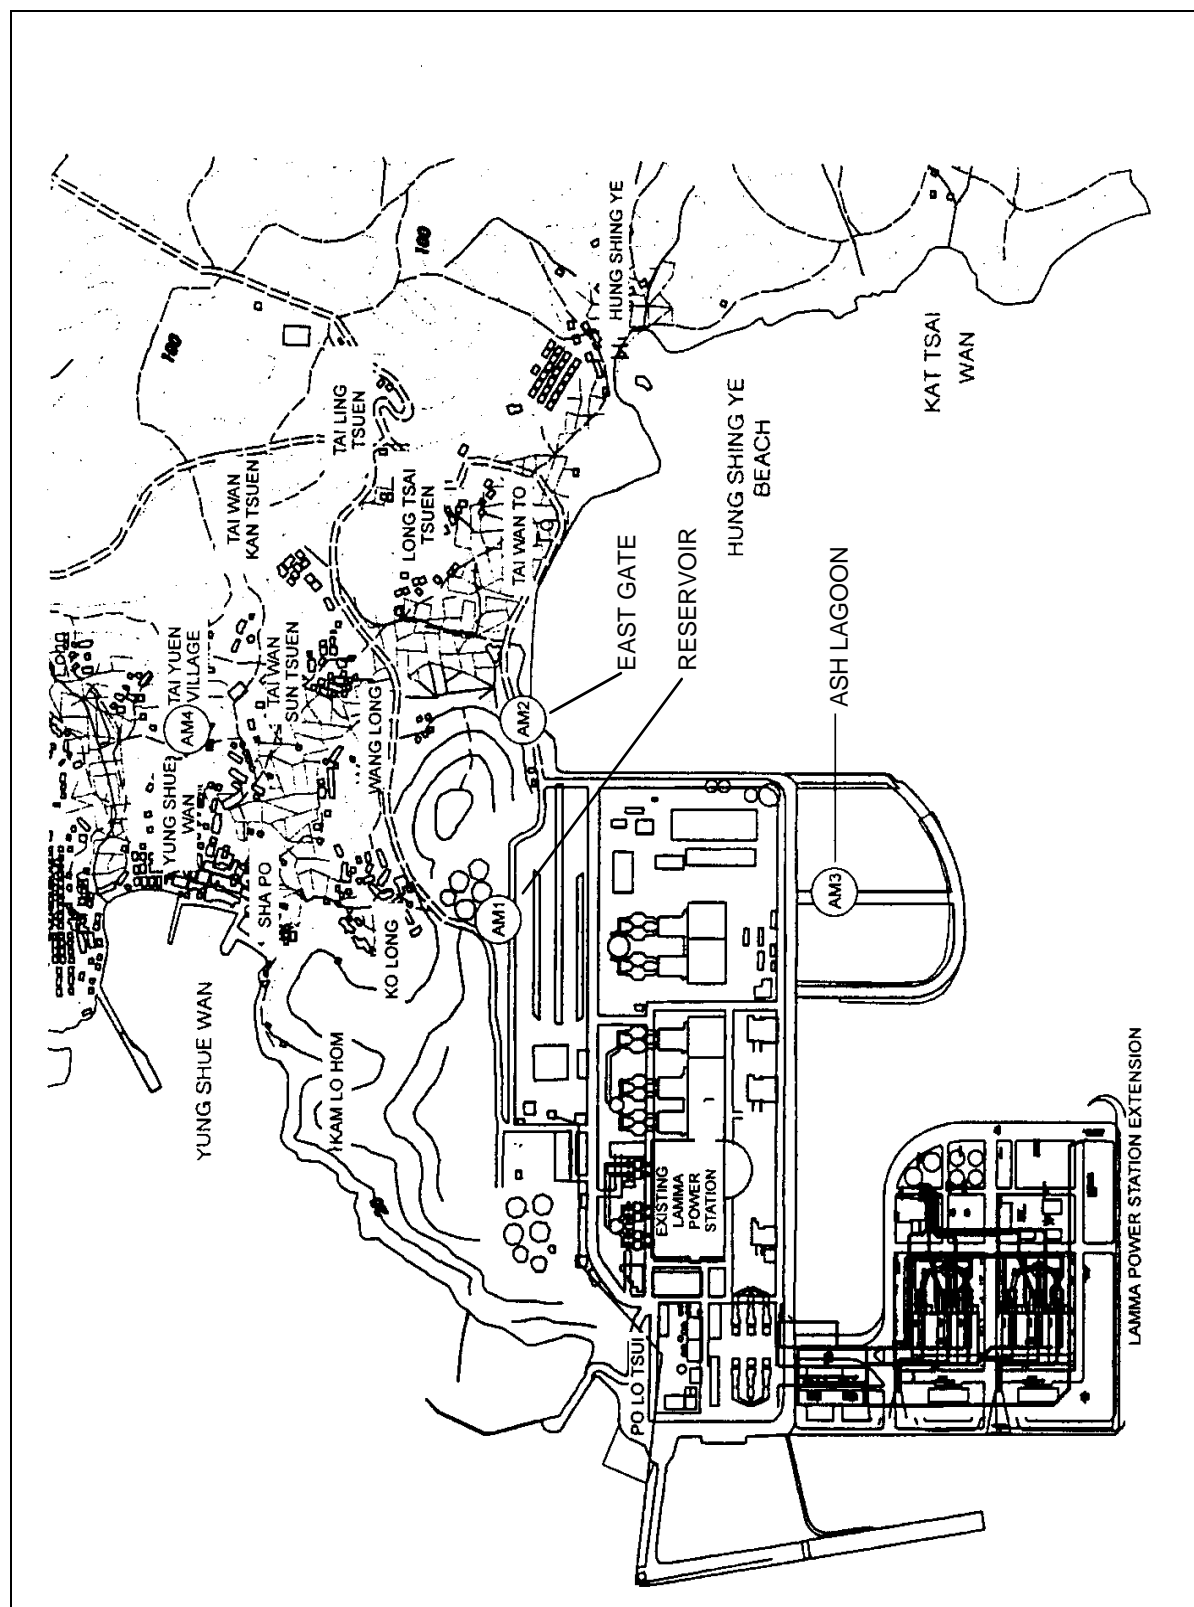 100
100
HUNG SHING YE
KAT TSAI
WAN
TAI LING
TSUEN
HUNG SHING YE
BEACH
TAI WAN
KAN TSUEN
LONG TSAI
TSUEN
TAI WAN TO
EAST GATE
RESERVOIR
ASH LAGOON
TAI YUEN
VILLAGE
TAI WAN
SUN TSUEN
WANG LONG
AM4
AM2
YUNG SHUE
WAN
SHA PO
KO LONG
AM1
AM3
YUNG SHUE WAN
KAM LO HOM
EXISTING
LAMMA
POWER
STATION
PO LO TSUI
LAMMA POWER STATION EXTENSION